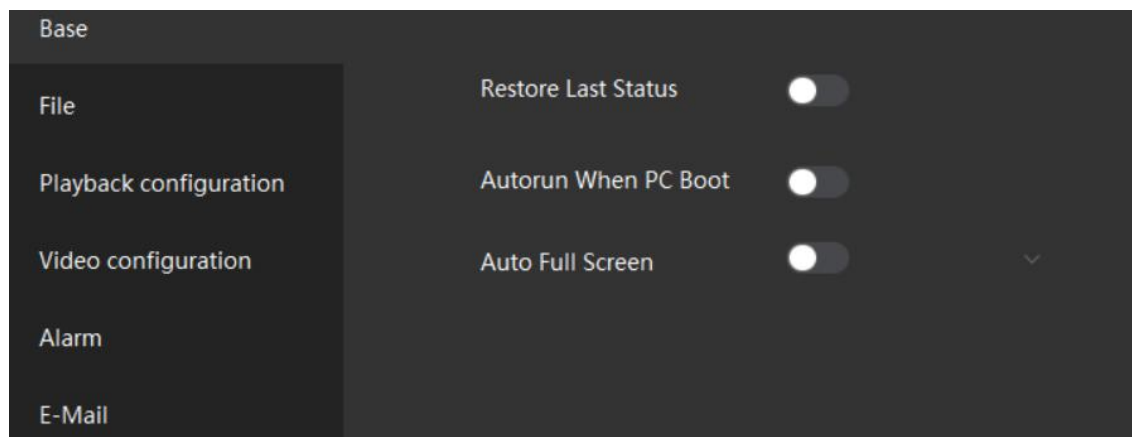 Base
File
Playback configuration
Video configuration
Alarm
E-Mail
Restore Last Status
Autorun When PC Boot
Auto Full Screen